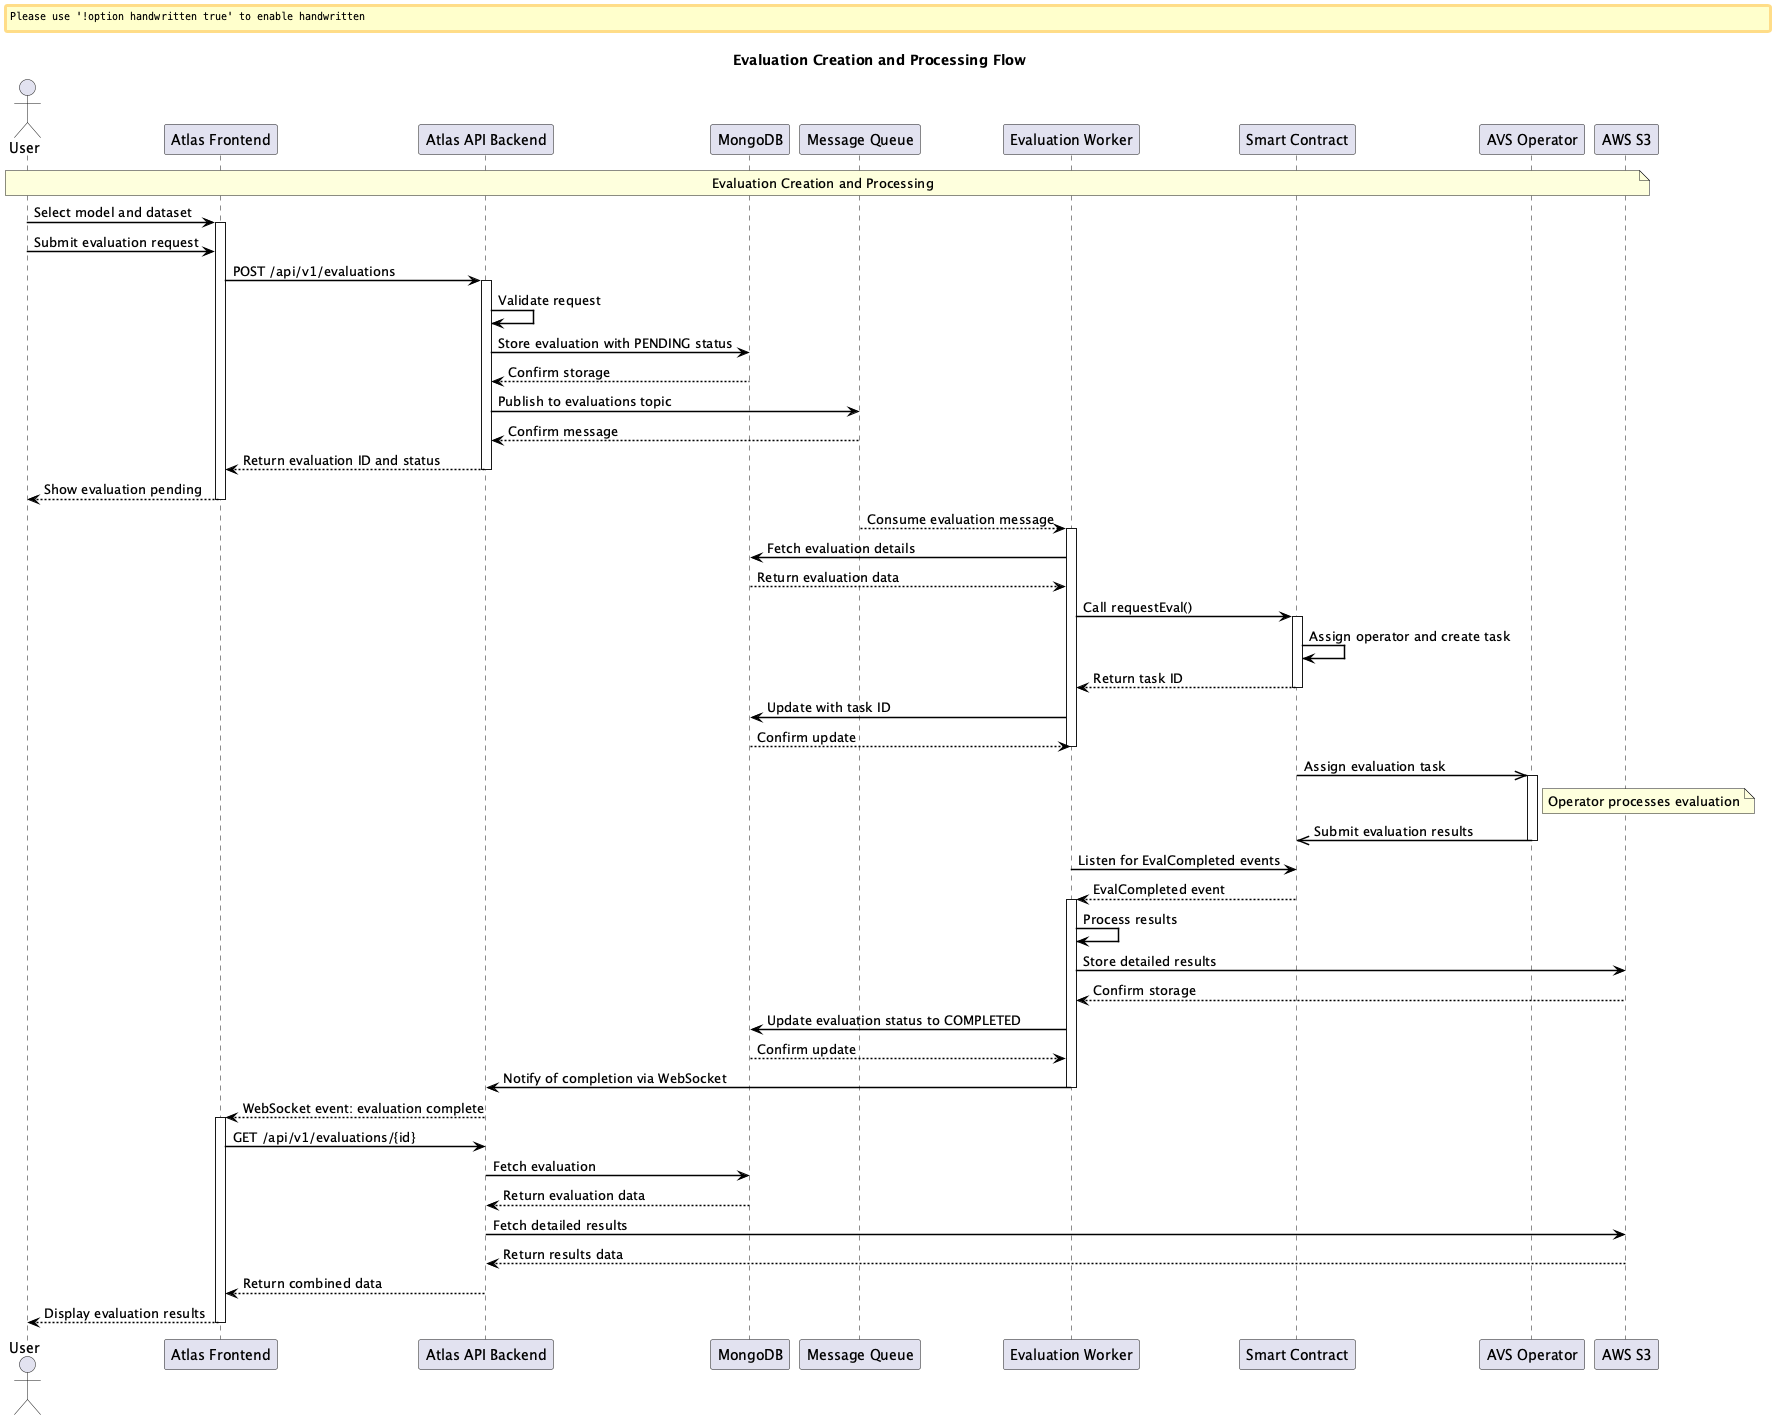 Please use '!option handwritten true' to enable handwritten
Evaluation Creation and Processing Flow
User
Atlas Frontend
Atlas API Backend
MongoDB
Message Queue
Evaluation Worker
Smart Contract
AVS Operator
AWS S3
Evaluation Creation and Processing
Select model and dataset
Submit evaluation request
POST /api/v1/evaluations
Validate request
Store evaluation with PENDING status
Confirm storage
Publish to evaluations topic
Confirm message
Return evaluation ID and status
Show evaluation pending
Consume evaluation message
Fetch evaluation details
Return evaluation data
Call requestEval()
Assign operator and create task
Return task ID
Update with task ID
Confirm update
Assign evaluation task
Operator processes evaluation
Submit evaluation results
Listen for EvalCompleted events
EvalCompleted event
Process results
Store detailed results
Confirm storage
Update evaluation status to COMPLETED
Confirm update
Notify of completion via WebSocket
WebSocket event: evaluation complete
GET /api/v1/evaluations/{id}
Fetch evaluation
Return evaluation data
Fetch detailed results
Return results data
Return combined data
Display evaluation results
User
Atlas Frontend
Atlas API Backend
MongoDB
Message Queue
Evaluation Worker
Smart Contract
AVS Operator
AWS S3